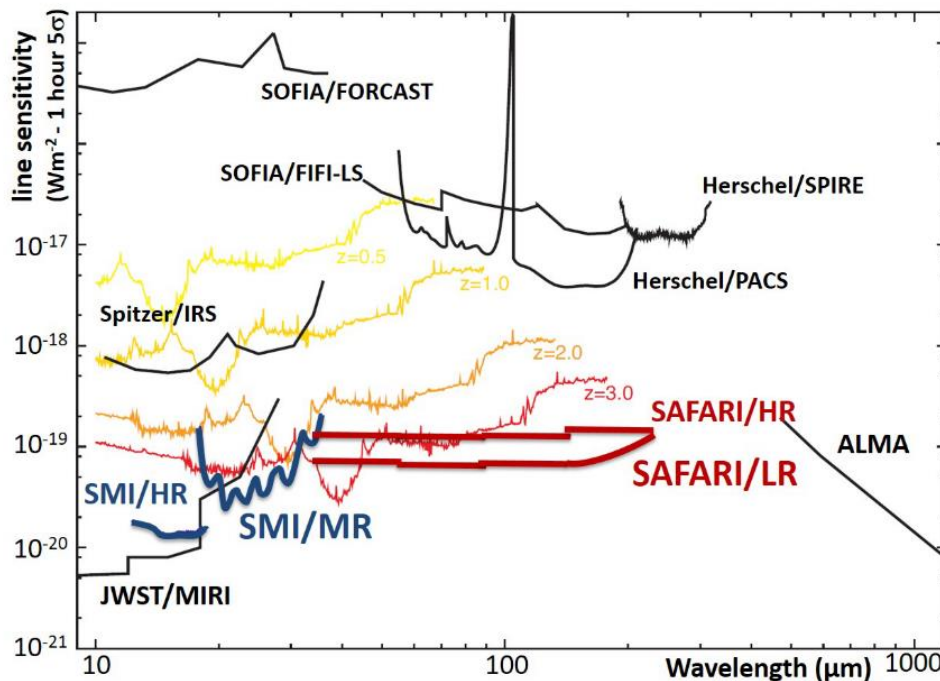 line sensitivity
(Wm-2 - 1 hour 5σ)
SOFIA/FORCAST
SOFIA/FIFI-LS
Herschel/SPIRE
10-17
z=0.5
z=1.0
Herschel/PACS
Spitzer/IRS
10-18
z=2.0
z=3.0
SAFARI/HR
10-19
ALMA
SAFARI/LR
SMI/HR
SMI/MR
10-20
JWST/MIRI
10-21
10
100
Wavelength (μm)
1000